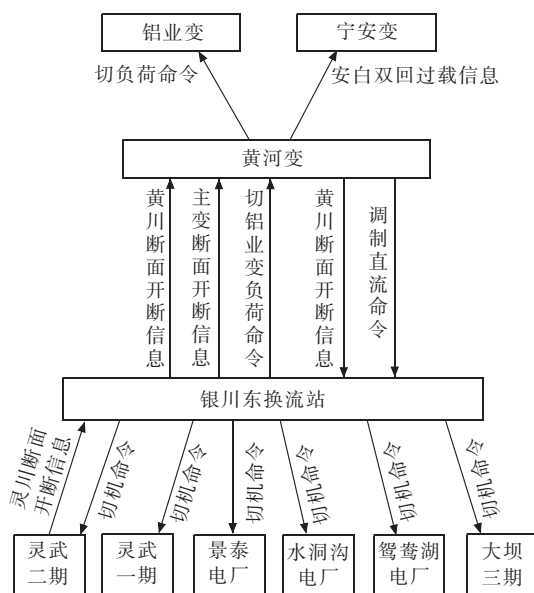 铝业变
宁安变
切负荷命令
安白双回过载信息
黄河变
黄川断面开断信息
主变断面开断信息
切铝业变负荷命令
黄川断面开断信息
调制直流命令
银川东换流站
灵川断面
开断信息
切机命令
切机命令
切机命令
切机命令
切机命令
切机命令
灵武
二期
灵武
一期
景泰
电厂
水洞沟
电厂
鸳鸯湖
电厂
大坝
三期